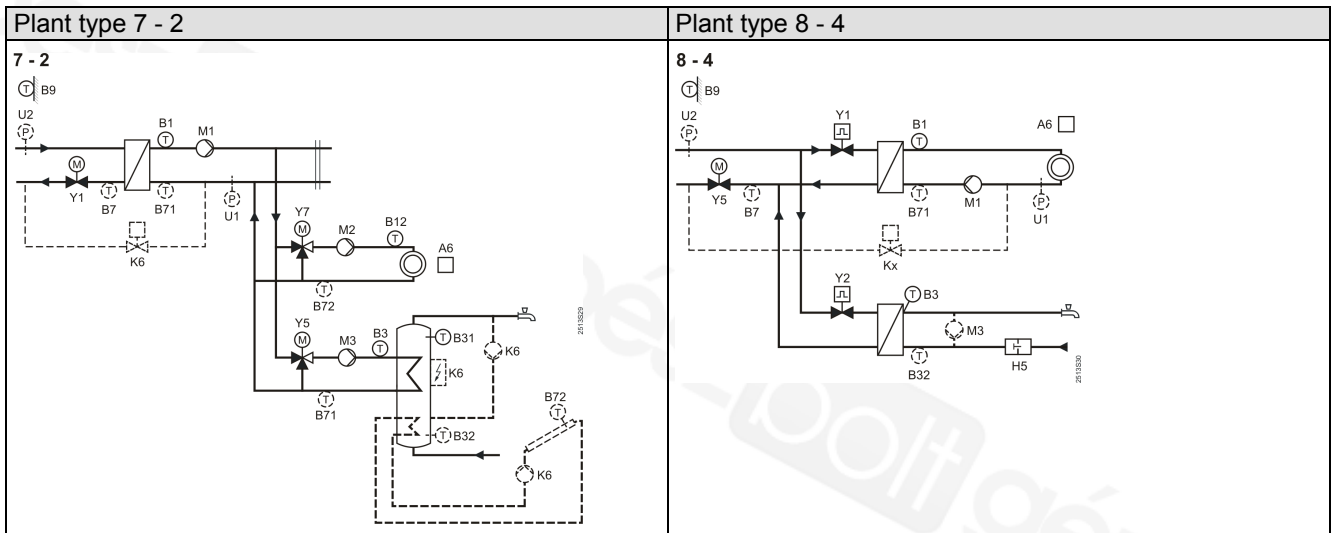 Plant type 7 - 2
Plant type 8 - 4
7 - 2
T B9
U2
P
B1
T
M1
M
Y1
T
B7
T
B71
P
U1
K6
Y7
M
M2
B12
T
A6
T
B72
Y5
M
M3
B3
T
T B31
K6
K6
T
B71
T B32
B72
T
K6
2513S29
8 - 4
T B9
U2
P
Y1
B1
T
A6
M
Y5
T
B7
T
B71
M1
P
U1
Kx
Y2
T B3
M3
T
B32
H5
2513S30
bolt